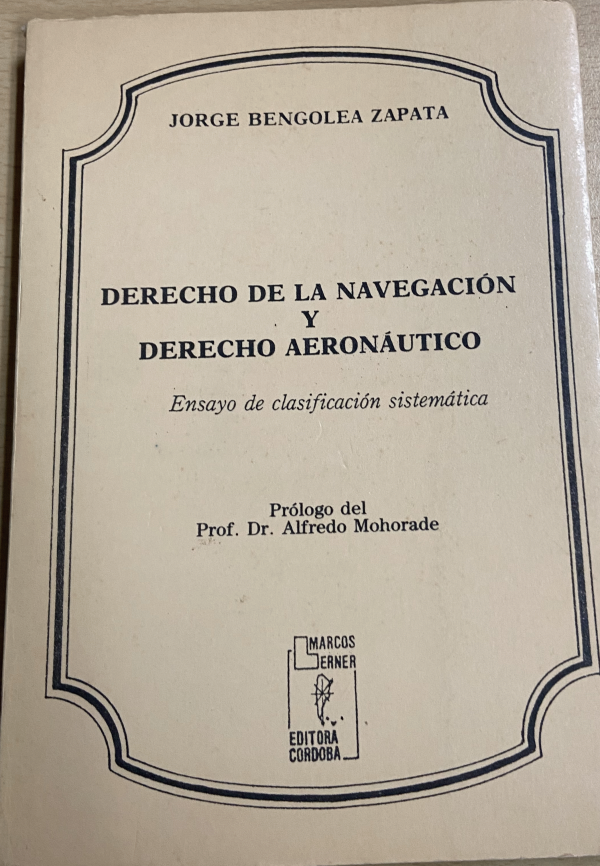 JORGE BENGOLEA ZAPATA
DERECHO DE LA NAVEGACIÓN
Y
DERECHO AERONÁUTICO
Ensayo de clasificación sistemática
Prólogo del
Prof. Dr. Alfredo Mohorade
MARCOS
LERNER
EDITORA
CORDOBA